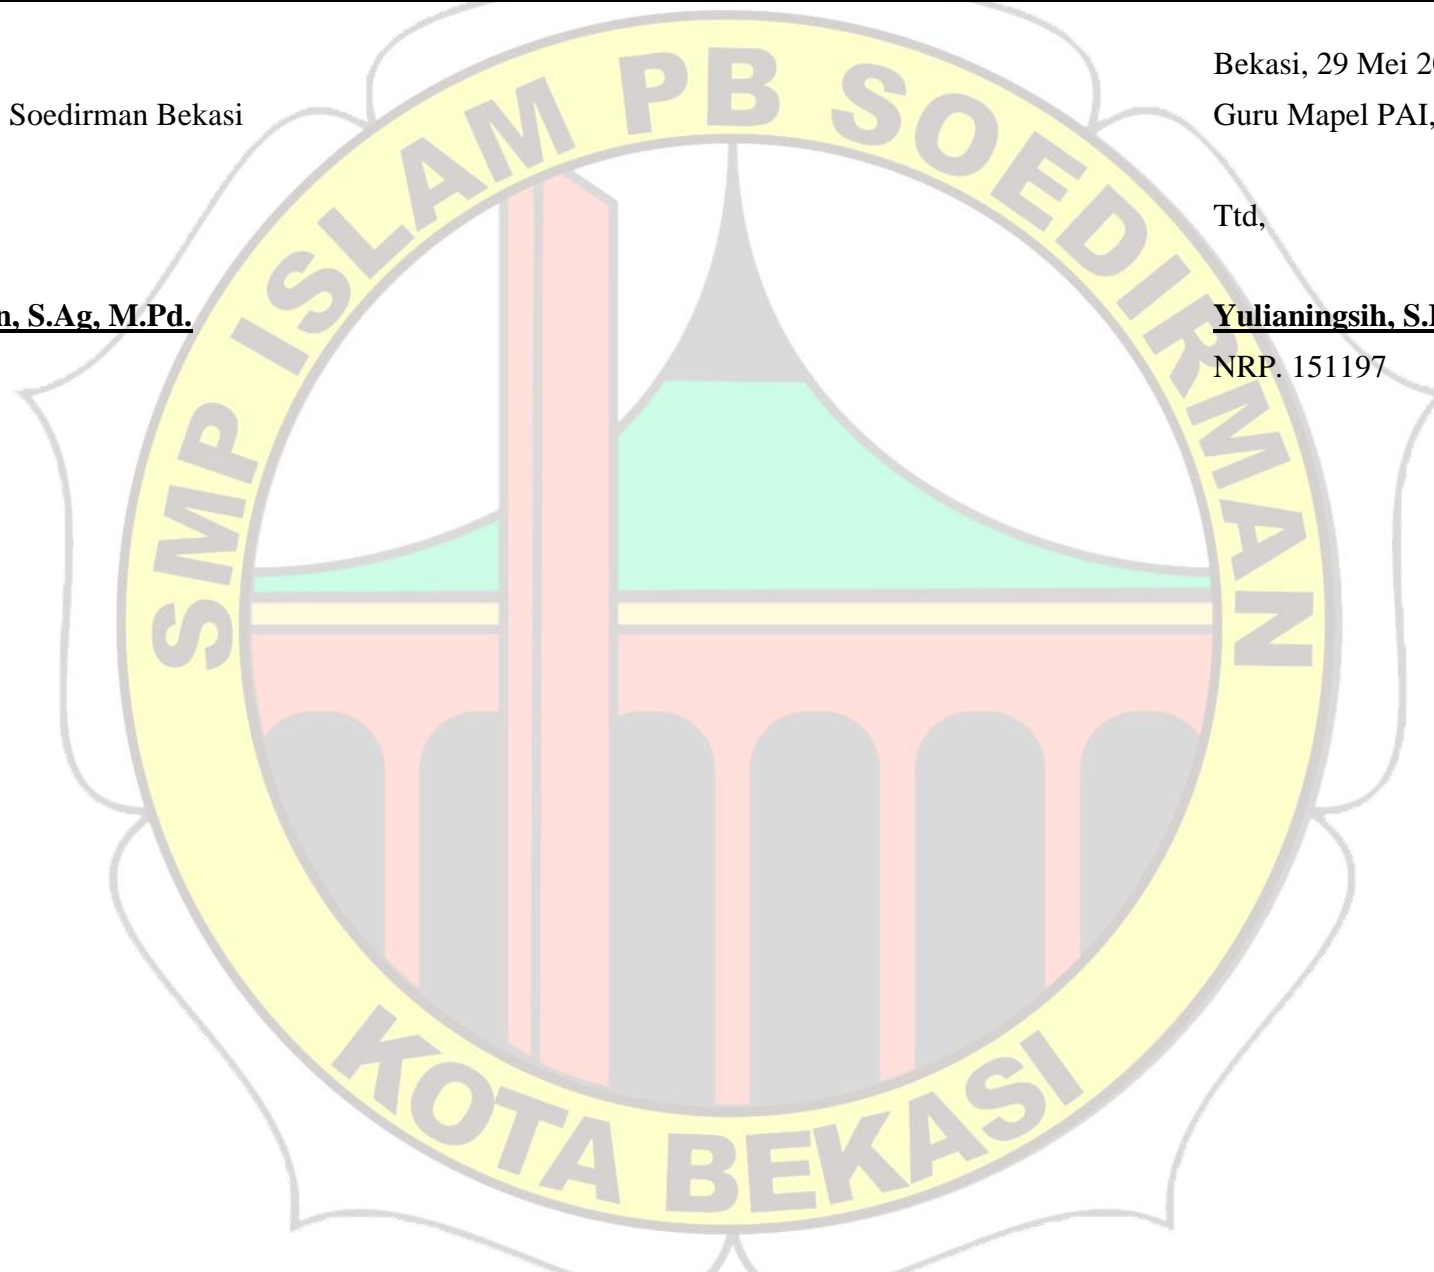 Bekasi, 29 Mei
Soedirman Bekasi
Guru Mapel PAI,
Ttd,
S.Ag, M.Pd.
Yulianingsih,
NRP. 151197
SMP ISLAM PB SOEDIRMAN
KOTA BEKASI